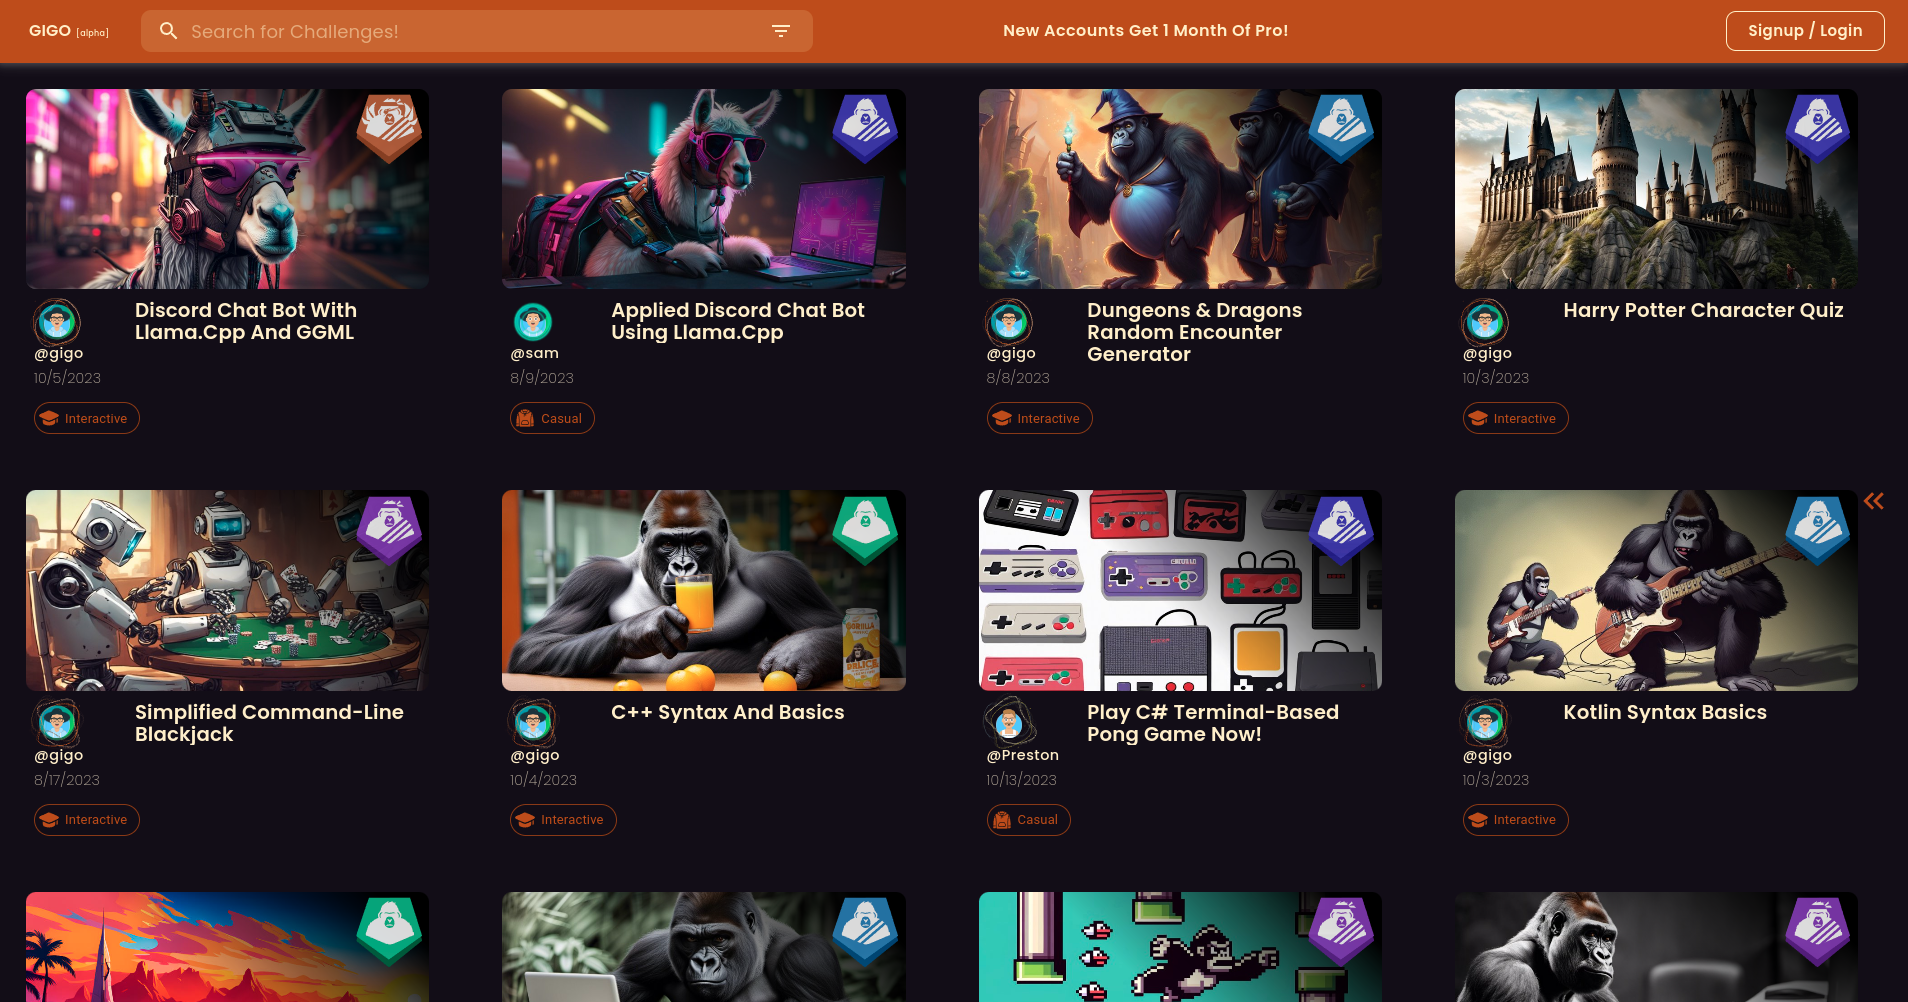 GIGO [alpha]
Search for Challenges!
New Accounts Get 1 Month Of Pro!
Signup / Login
Discord Chat Bot With
Llama.Cpp And GGML
@gigo
10/5/2023
Interactive
Applied Discord Chat Bot
Using Llama.Cpp
@sam
8/9/2023
Casual
Dungeons & Dragons
Random Encounter
Generator
@gigo
8/8/2023
Interactive
Harry Potter Character Quiz
@gigo
10/3/2023
Interactive
Simplified Command-Line
Blackjack
@gigo
8/17/2023
Interactive
C++ Syntax And Basics
@gigo
10/4/2023
Interactive
Play C# Terminal-Based
Pong Game Now!
@Preston
10/13/2023
Casual
Kotlin Syntax Basics
@gigo
10/3/2023
Interactive